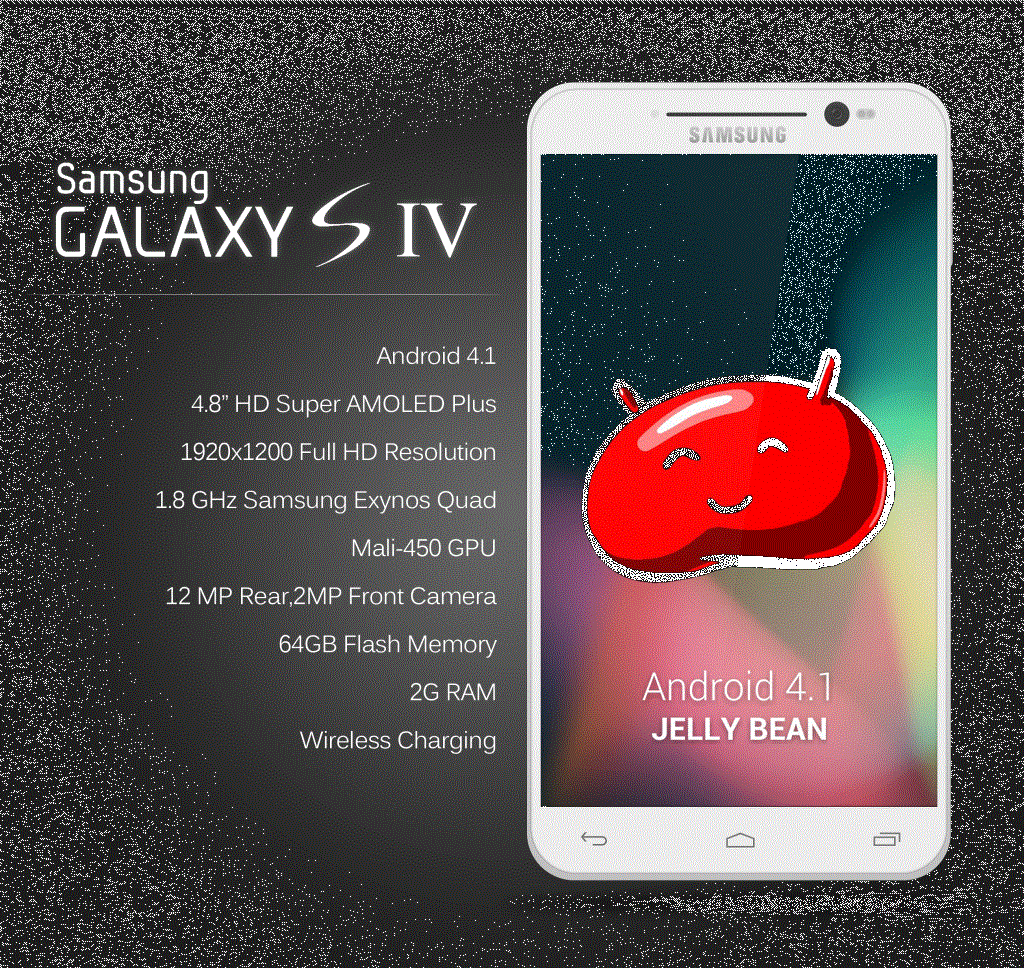 Samsung
GALAXY S IV
Android 4.1
4.8” HD Super AMOLED Plus
1920x1200 Full HD Resolution
1.8 GHz Samsung Exynos Quad
Mali-450 GPU
12 MP Rear,2MP Front Camera
64GB Flash Memory
2G RAM
Wireless Charging
SAMSUNG
Android 4.1
JELLY BEAN